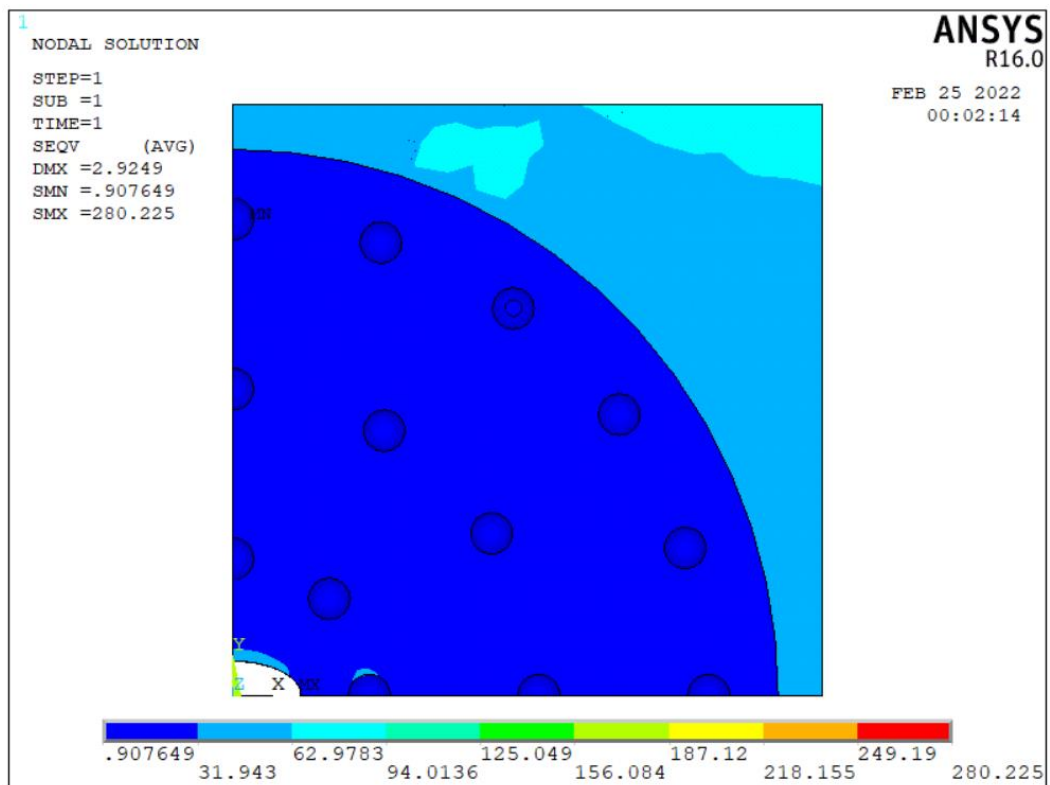 1
NODAL SOLUTION
STEP=1
SUB =1
TIME=1
SEQV (AVG)
DMX =2.9249
SMN =.907649
SMX =280.225
ANSYS
R16.0
FEB 25 2022
00:02:14
MN
Y
Z X MX
.907649 62.9783 125.049 187.12 249.19
31.943 94.0136 156.084 218.155 280.225